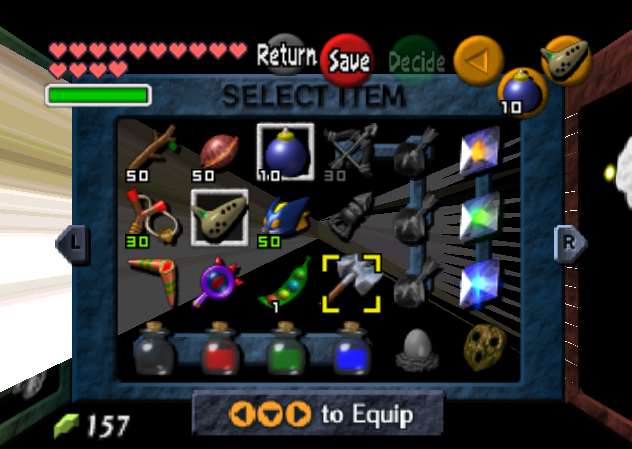 Return Save Decide
SELECT ITEM
10
50 50 10 30
30 50
1
L R
to Equip
157